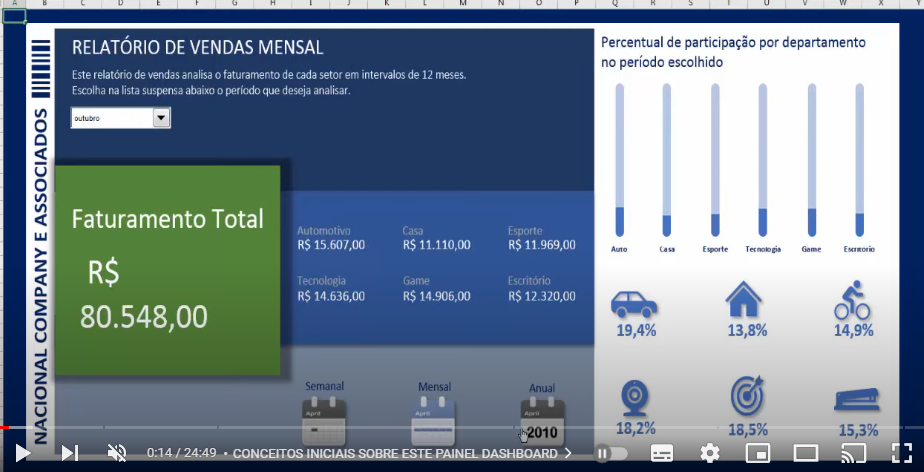 A B C D E F G H I J K L M N O P Q R S T U V W X Y
NACIONAL COMPANY E ASSOCIADOS
RELATÓRIO DE VENDAS MENSAL
Este relatório de vendas analisa o faturamento de cada setor em intervalos de 12 meses.
Escolha na lista suspensa abaixo o período que deseja analisar.
outubro
Faturamento Total
R$
80.548,00
Automotivo Casa Esporte
R$ 15.607,00 R$ 11.110,00 R$ 11.969,00
Tecnologia Game Escritório
R$ 14.636,00 R$ 14.906,00 R$ 12.320,00
Semanal Mensal Anual
April April April
2010
Percentual de participação por departamento
no período escolhido
Auto Casa Esporte Tecnologia Game Escritorio
19,4% 13,8% 14,9%
18,2% 18,5% 15,3%
0:14 / 24:49 • CONCEITOS INICIAIS SOBRE ESTE PAINEL DASHBOARD